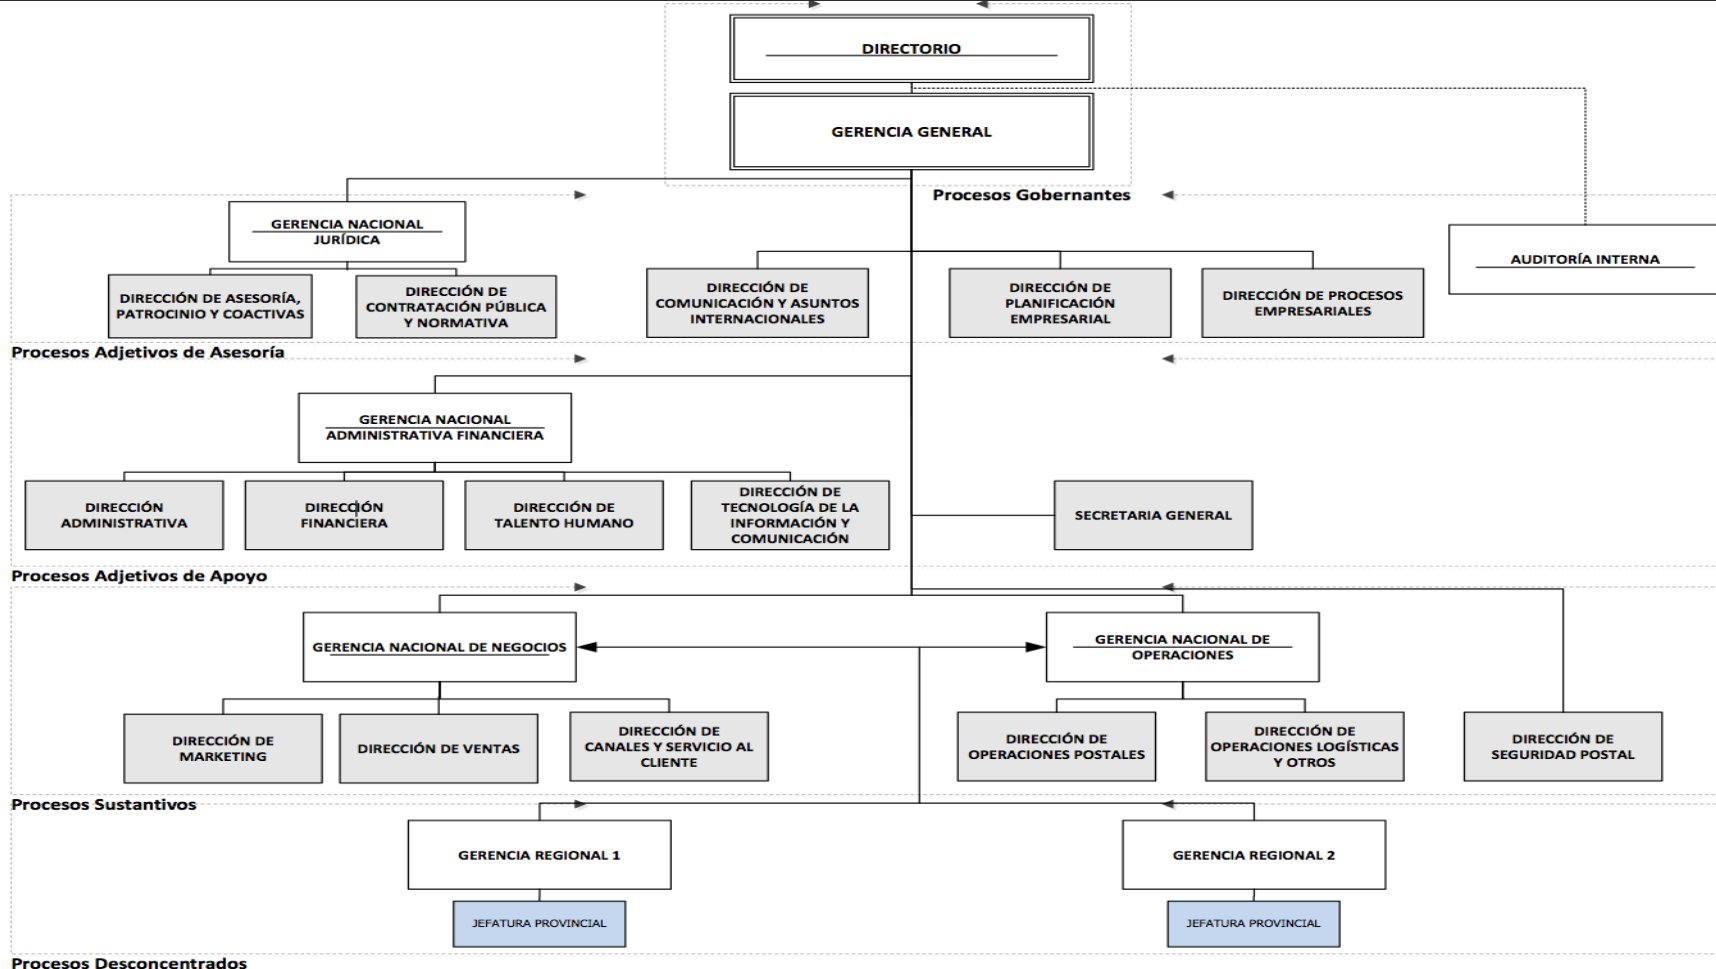 DIRECTORIO
GERENCIA GENERAL
Procesos Gobernantes
GERENCIA NACIONAL
JURÍDICA
AUDITORÍA INTERNA
DIRECCIÓN DE ASESORÍA,
PATROCINIO Y COACTIVAS
DIRECCIÓN DE
CONTRATACIÓN PÚBLICA
Y NORMATIVA
DIRECCIÓN DE
COMUNICACIÓN Y ASUNTOS
INTERNACIONALES
DIRECCIÓN DE
PLANIFICACIÓN
EMPRESARIAL
DIRECCIÓN DE PROCESOS
EMPRESARIALES
Procesos Adjetivos de Asesoría
GERENCIA NACIONAL
ADMINISTRATIVA FINANCIERA
DIRECCIÓN
ADMINISTRATIVA
DIRECCIÓN
FINANCIERA
DIRECCIÓN DE
TALENTO HUMANO
DIRECCIÓN DE
TECNOLOGÍA DE LA
INFORMACIÓN Y
COMUNICACIÓN
SECRETARIA GENERAL
Procesos Adjetivos de Apoyo
GERENCIA NACIONAL DE NEGOCIOS
GERENCIA NACIONAL DE
OPERACIONES
DIRECCIÓN DE
MARKETING
DIRECCIÓN DE VENTAS
DIRECCIÓN DE
CANALES Y SERVICIO AL
CLIENTE
DIRECCIÓN DE
OPERACIONES POSTALES
DIRECCIÓN DE
OPERACIONES LOGÍSTICAS
Y OTROS
DIRECCIÓN DE
SEGURIDAD POSTAL
Procesos Sustantivos
GERENCIA REGIONAL 1
GERENCIA REGIONAL 2
JEFATURA PROVINCIAL
JEFATURA PROVINCIAL
Procesos Desconcentrados